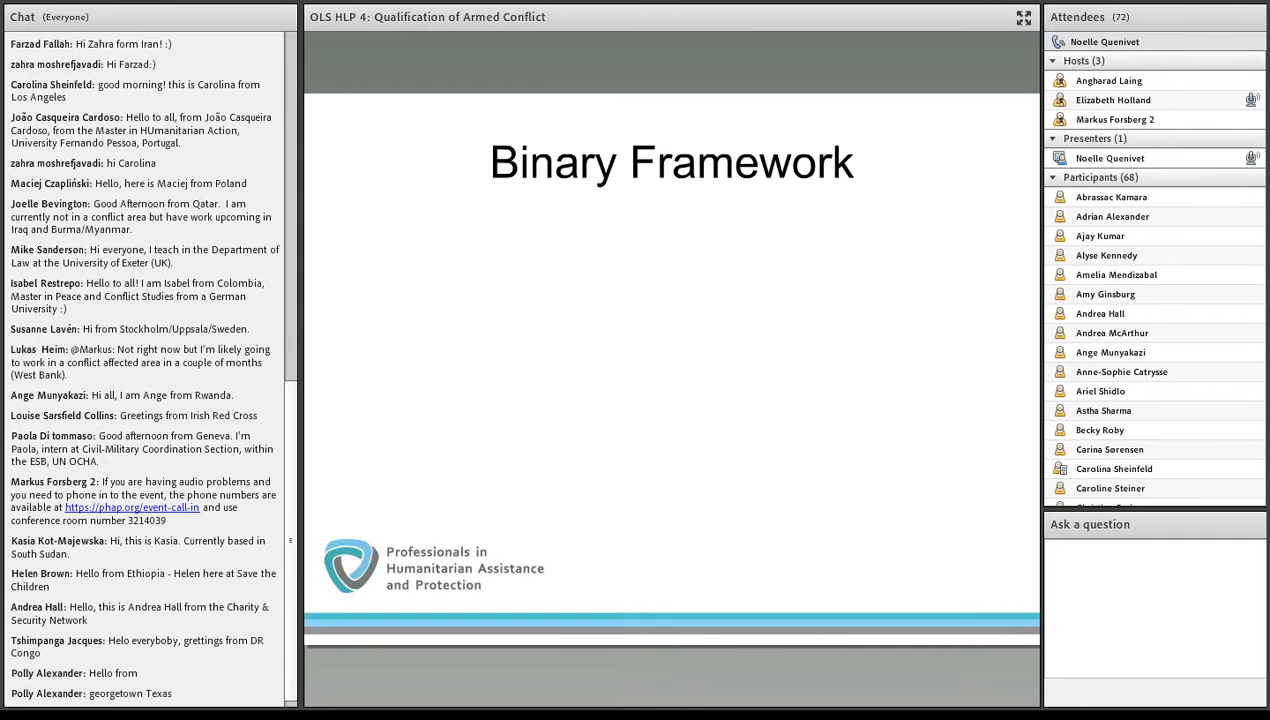 Chat (Everyone)
Farzad Fallah: Hi Zahra form Iran! :)
zahra moshrefjavadi: Hi Farzad:)
Carolina Sheinfeld: good morning! this is Carolina from
Los Angeles
João Casqueira Cardoso: Hello to all, from João Casqueira
Cardoso, from the Master in HUmanitarian Action,
University Fernando Pessoa, Portugal.
zahra moshrefjavadi: hi Carolina
Maciej Czapliński: Hello, here is Maciej from Poland
Joelle Bevington: Good Afternoon from Qatar. I am
currently not in a conflict area but have work upcoming in
Iraq and Burma/Myanmar.
Mike Sanderson: Hi everyone, I teach in the Department of
Law at the University of Exeter (UK).
Isabel Restrepo: Hello to all! I am Isabel from Colombia,
Master in Peace and Conflict Studies from a German
University :)
Susanne Lavén: Hi from Stockholm/Uppsala/Sweden.
Lukas Heim: @Markus: Not right now but I'm likely going
to work in a conflict affected area in a couple of months
(West Bank).
Ange Munyakazi: Hi all, I am Ange from Rwanda.
Louise Sarsfield Collins: Greetings from Irish Red Cross
Paola Di tommaso: Good afternoon from Geneva. I'm
Paola, intern at Civil-Military Coordination Section, within
the ESB, UN OCHA.
Markus Forsberg 2: If you are having audio problems and
you need to phone in to the event, the phone numbers are
available at https://phap.org/event-call-in and use
conference room number 3214039
Kasia Kot-Majewska: Hi, this is Kasia. Currently based in
South Sudan.
Helen Brown: Hello from Ethiopia - Helen here at Save the
Children
Andrea Hall: Hello, this is Andrea Hall from the Charity &
Security Network
Tshimpanga Jacques: Helo everyboby, grettings from DR
Congo
Polly Alexander: Hello from
Polly Alexander: georgetown Texas
OLS HLP 4: Qualification of Armed Conflict
Binary Framework
Professionals in
Humanitarian Assistance
and Protection
Attendees (72)
Noelle Quenivet
Hosts (3)
Angharad Laing
Elizabeth Holland
Markus Forsberg 2
Presenters (1)
Noelle Quenivet
Participants (68)
Abrassac Kamara
Adrian Alexander
Ajay Kumar
Alyse Kennedy
Amelia Mendizabal
Amy Ginsburg
Andrea Hall
Andrea McArthur
Ange Munyakazi
Anne-Sophie Catrysse
Ariel Shidlo
Astha Sharma
Becky Roby
Carina Sørensen
Carolina Sheinfeld
Caroline Steiner
Ask a question